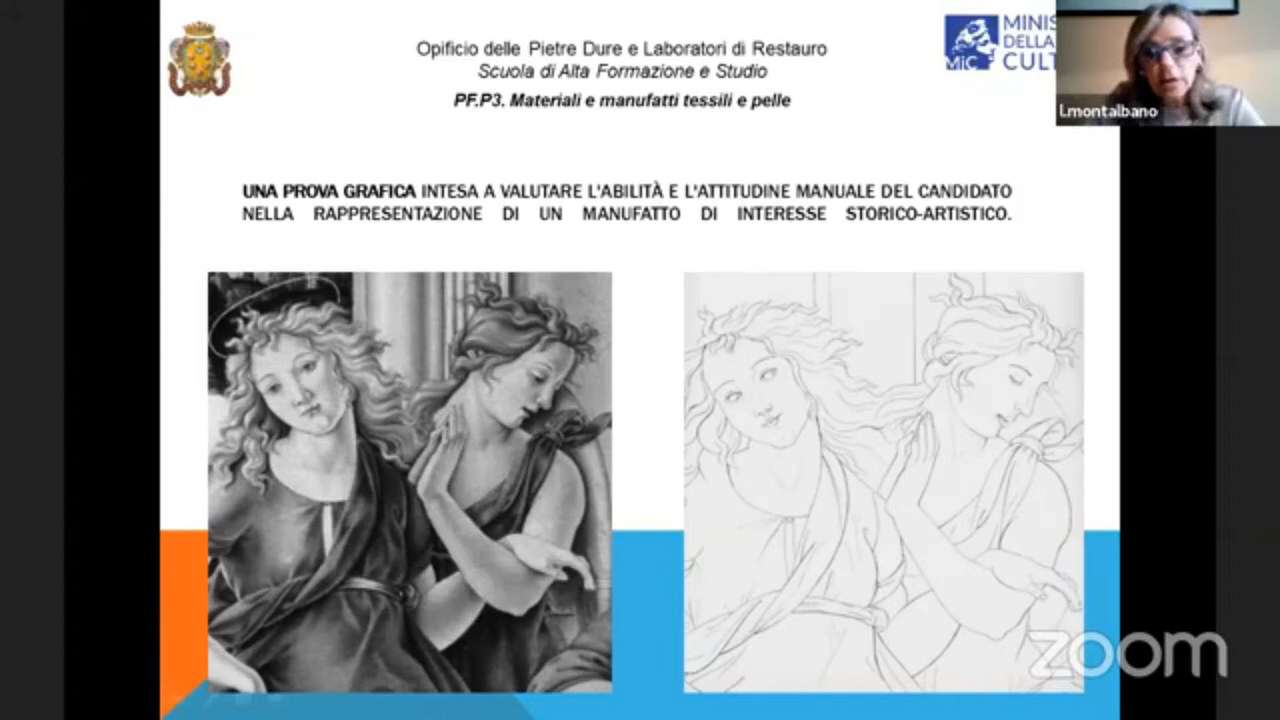 Opificio delle Pietre Dure e Laboratori di Restauro
Scuola di Alta Formazione e Studio
PF.P3. Materiali e manufatti tessili e pelle
MiC
MINIS
DELLA
CULT
l.montalbano
UNA PROVA GRAFICA INTESA A VALUTARE L'ABILITÀ E L'ATTITUDINE MANUALE DEL CANDIDATO
NELLA RAPPRESENTAZIONE DI UN MANUFATTO DI INTERESSE STORICO-ARTISTICO.
zoom